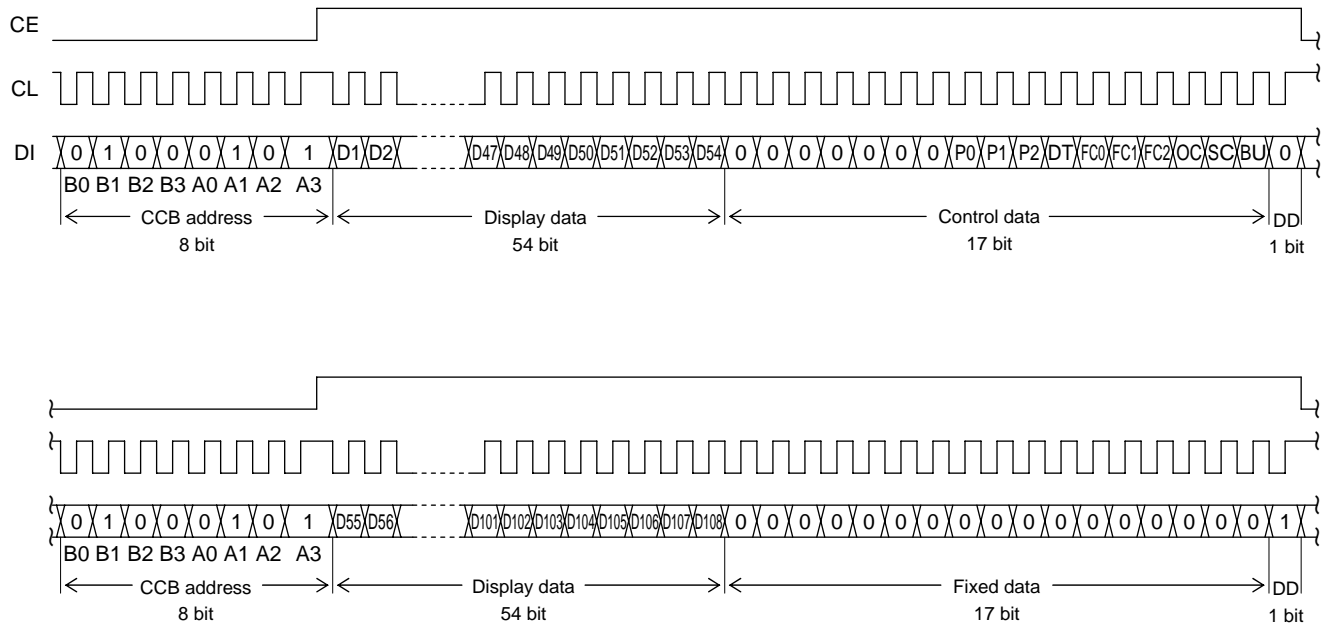 CE
CL
DI 0 1 0 0 0 1 0 1 D1 D2 D47 D48 D49 D50 D51 D52 D53 D54 0 0 0 0 0 0 0 P0 P1 P2 DT FC0 FC1 FC2 OC SC BU 0
B0 B1 B2 B3 A0 A1 A2 A3
CCB address Display data Control data DD
8 bit 54 bit 17 bit 1 bit
0 1 0 0 0 1 0 1 D55 D56 D101 D102 D103 D104 D105 D106 D107 D108 0 0 0 0 0 0 0 0 0 0 0 0 0 0 0 0 0 1
B0 B1 B2 B3 A0 A1 A2 A3
CCB address Display data Fixed data DD
8 bit 54 bit 17 bit 1 bit